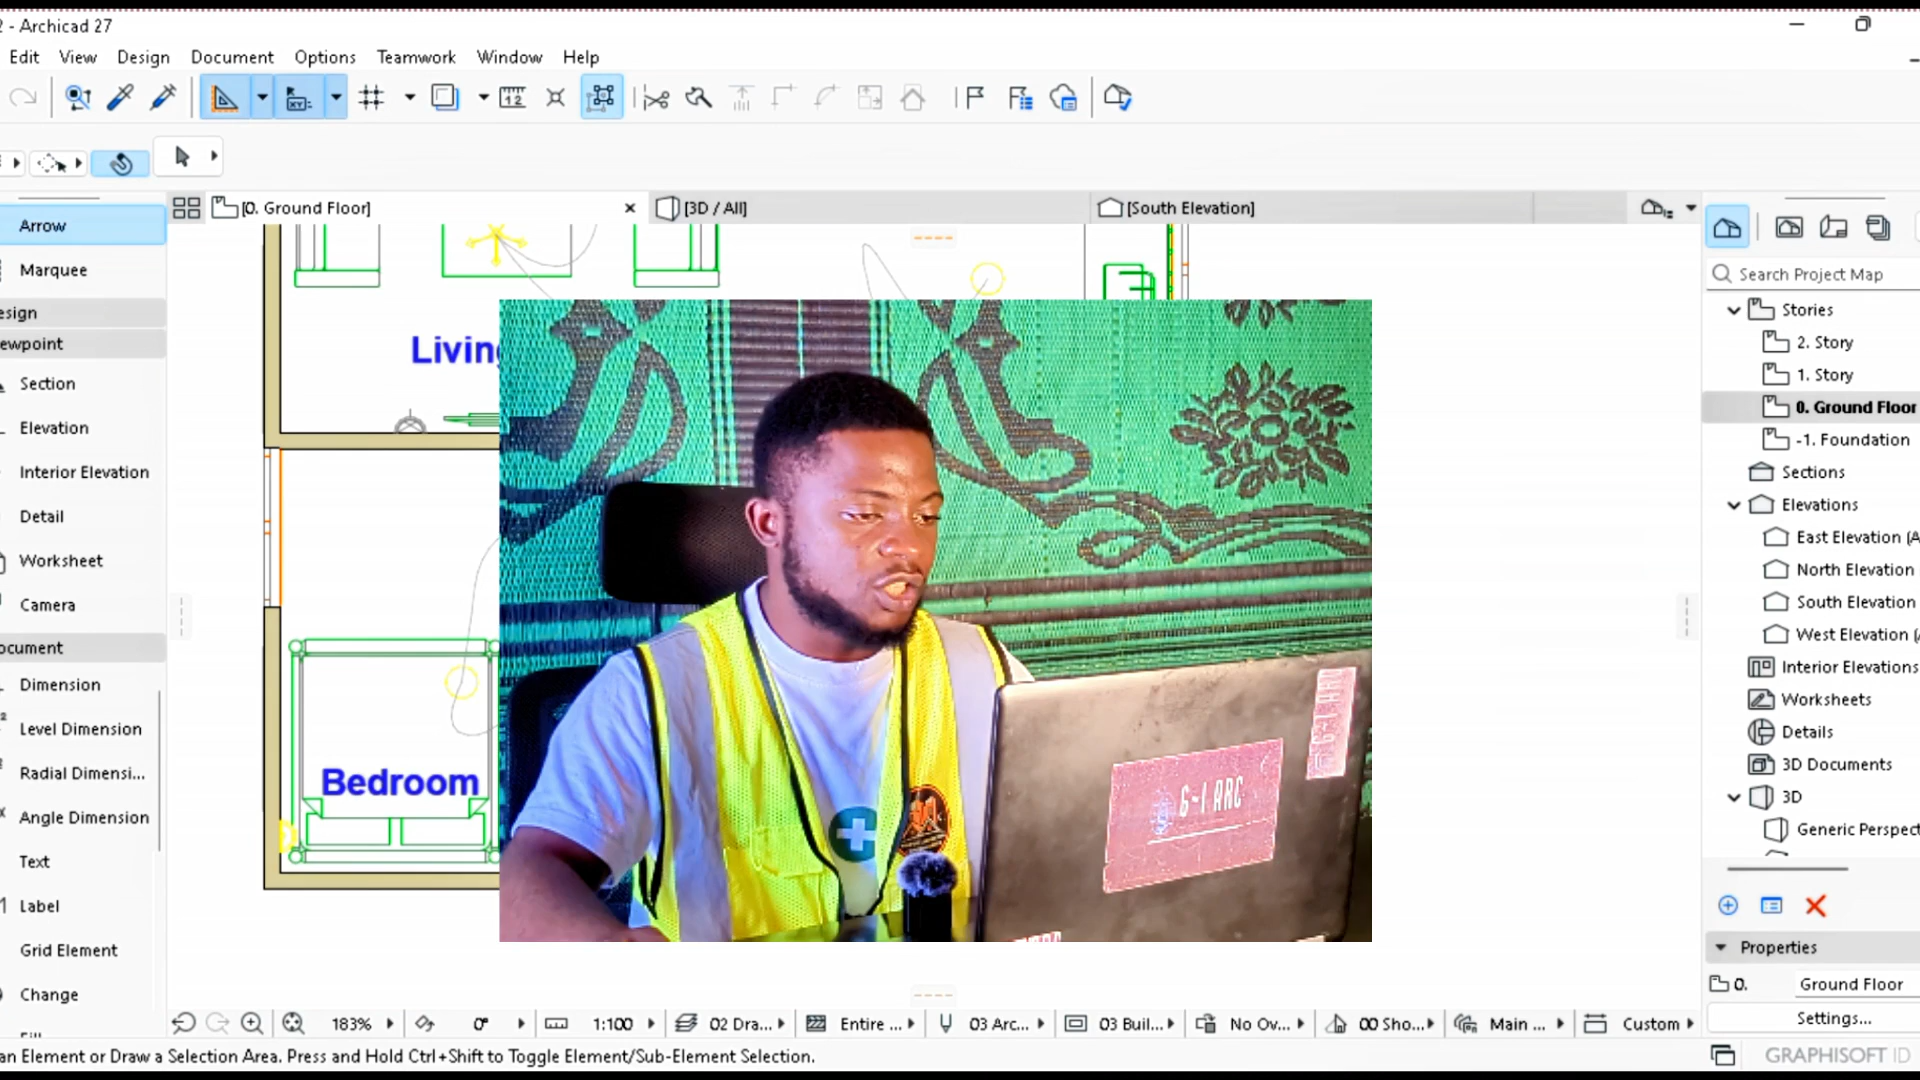 2 - Archicad 27
Edit View Design Document Options Teamwork Window Help
[0. Ground Floor]
[3D / All]
[South Elevation]
Arrow
Marquee
esign
ewpoint
Section
Elevation
Interior Elevation
Detail
Worksheet
Camera
ocument
Dimension
Level Dimension
Radial Dimensi...
Angle Dimension
Text
Label
Grid Element
Change
Living
Bedroom
G-I ARC
Search Project Map
Stories
2. Story
1. Story
0. Ground Floor
-1. Foundation
Sections
Elevations
East Elevation (A
North Elevation
South Elevation
West Elevation (A
Interior Elevations
Worksheets
Details
3D Documents
3D
Generic Perspect
Properties
0. Ground Floor
Settings...
183% 0° 1:100 02 Dra... Entire ... 03 Arc... 03 Buil... No Ov... 00 Sho... Main ... Custom
an Element or Draw a Selection Area. Press and Hold Ctrl+Shift to Toggle Element/Sub-Element Selection.
GRAPHISOFT ID